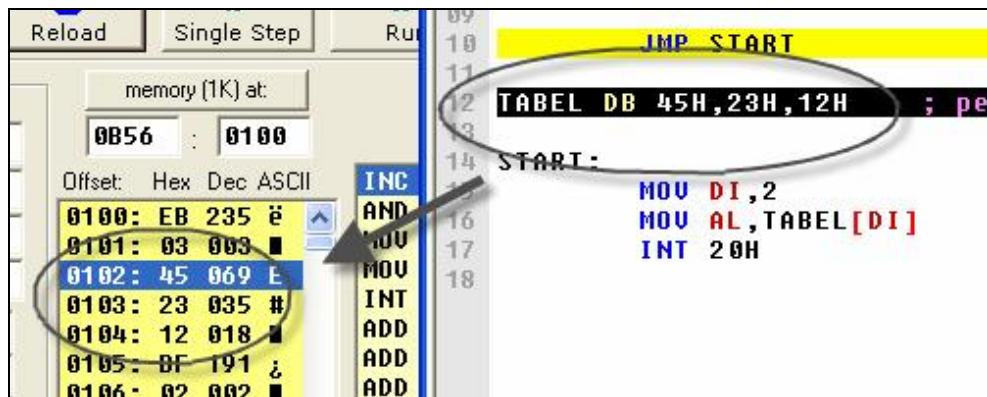 Reload Single Step
memory (1K) at:
0B56 : 0100
Offset: Hex Dec ASCII
0100: EB 235 ë
0101: 03 003 ■
0102: 45 069 E
0103: 23 035 #
0104: 12 018 ■
0105: BF 191 ¿
0106: 02 002 ■
INC
AND
MOV
MOV
INT
ADD
ADD
ADD
09
10 JMP START
11
12 TABEL DB 45H,23H,12H ;
13
14 START:
15 MOV DI,2
16 MOV AL,TABEL[DI]
17 INT 20H
18